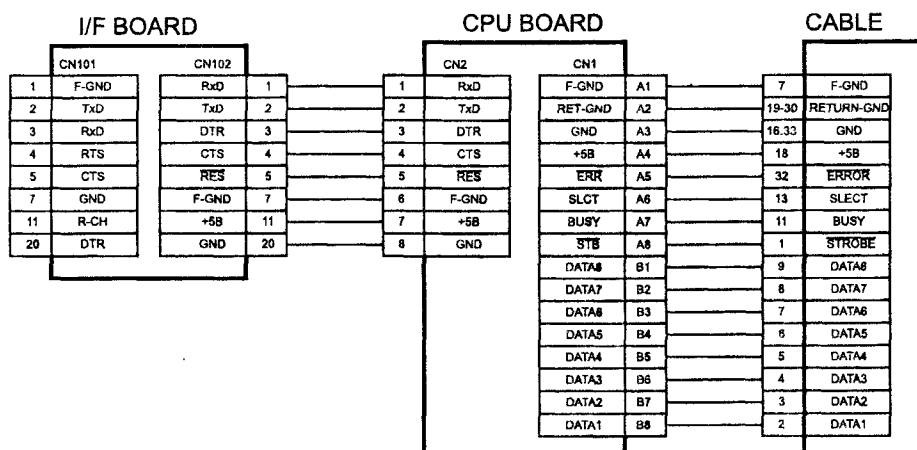 I/F BOARD CPU BOARD CABLE
CN101 CN102 CN2 CN1
1 F-GND RxD 1 1 RxD F-GND A1 7 F-GND
2 TxD TxD 2 2 TxD RET-GND A2 19-30 RETURN-GND
3 RxD DTR 3 3 DTR GND A3 16.33 GND
4 RTS CTS 4 4 CTS +5B A4 18 +5B
5 CTS RES 5 5 RES ERR A5 32 ERROR
7 GND F-GND 7 6 F-GND SLCT A6 13 SLECT
11 R-CH +5B 11 7 +5B BUSY A7 11 BUSY
20 DTR GND 20 8 GND STB A8 1 STROBE
DATA8 B1 9 DATA8
DATA7 B2 8 DATA7
DATA6 B3 7 DATA6
DATA5 B4 6 DATA5
DATA4 B5 5 DATA4
DATA3 B6 4 DATA3
DATA2 B7 3 DATA2
DATA1 B8 2 DATA1